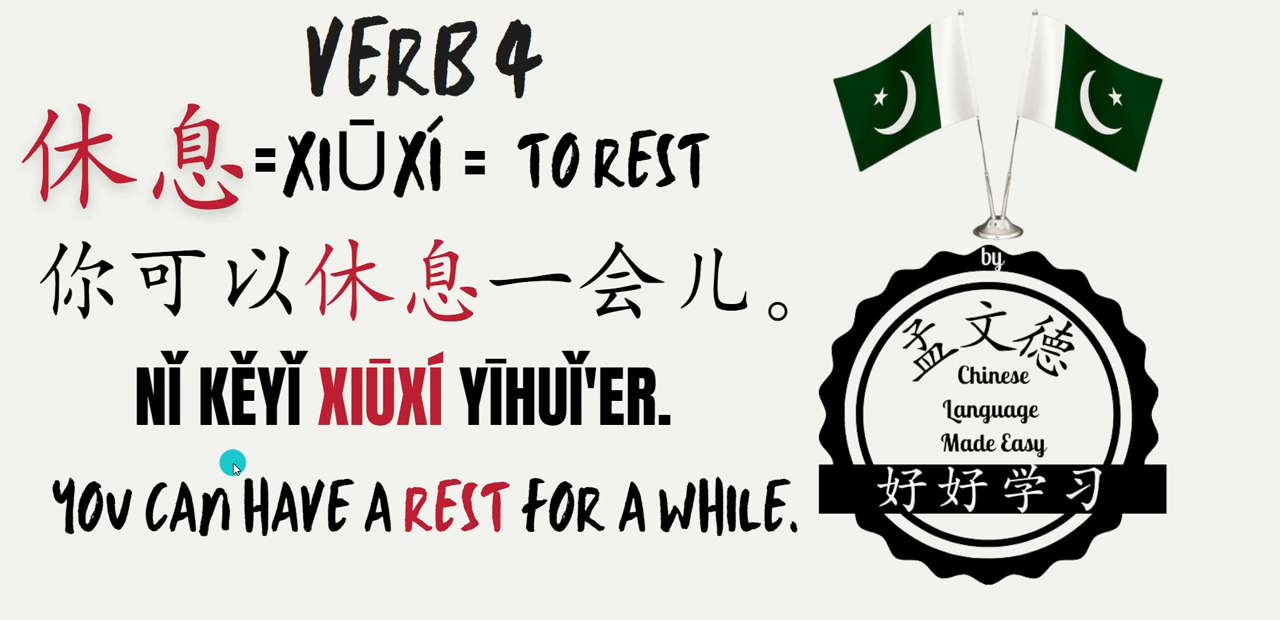 VERB 4
休息=XIŪXÍ = TO REST
你可以休息一会儿。
NǏ KĚYǏ XIŪXÍ YĪHUǏ'ER.
YOU CAn HAVE A REST FOR A WHILE.
by
孟文德
Chinese
Language
Made Easy
好好学习